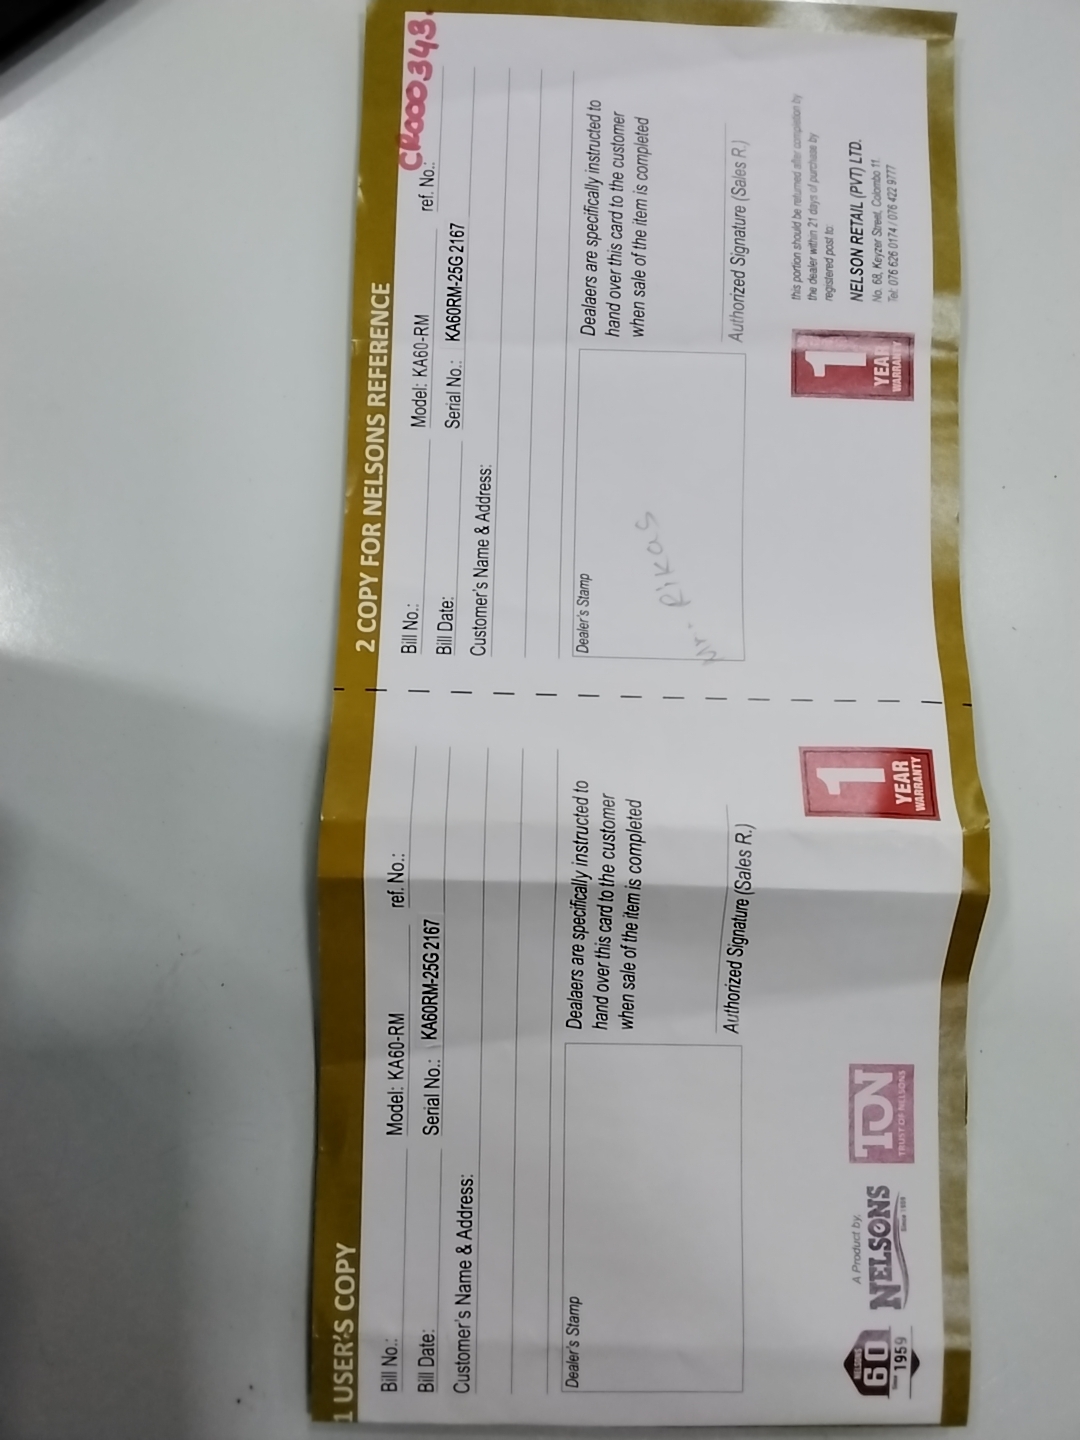 1 USER'S COPY
Bill No.: Model: KA60-RM ref. No.:
Bill Date: Serial No.: KA60RM-25G 2167
Customer's Name & Address:
Dealer's Stamp
Dealaers are specifically instructed to
hand over this card to the customer
when sale of the item is completed
Authorized Signature (Sales R.)
NELSONS
60
Since 1959
A Product by,
NELSONS
Since 1959
TON
TRUST OF NELSONS
1
YEAR
WARRANTY
2 COPY FOR NELSONS REFERENCE
Bill No.: Model: KA60-RM ref. No.: CR000343.
Bill Date: Serial No.: KA60RM-25G 2167
Customer's Name & Address:
Dealer's Stamp
Mr. Rikas
Dealaers are specifically instructed to
hand over this card to the customer
when sale of the item is completed
Authorized Signature (Sales R.)
1
YEAR
WARRANTY
this portion should be returned after completion by
the dealer within 21 days of purchase by
registered post to:
NELSON RETAIL (PVT) LTD.
No. 68, Keyzer Street, Colombo 11.
Tel: 076 626 0174 / 076 422 9777